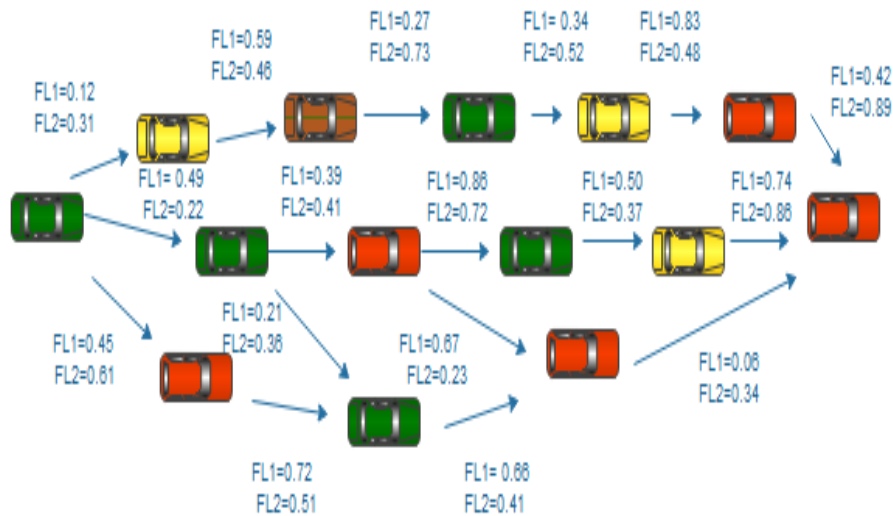 FL1=0.27
FL2=0.73
FL1= 0.34
FL2=0.52
FL1=0.83
FL2=0.48
FL1=0.59
FL2=0.46
FL1=0.42
FL2=0.89
FL1=0.12
FL2=0.31
FL1= 0.49
FL2=0.22
FL1=0.39
FL2=0.41
FL1=0.86
FL2=0.72
FL1=0.50
FL2=0.37
FL1=0.74
FL2=0.86
FL1=0.21
FL2=0.36
FL1=0.45
FL2=0.61
FL1=0.67
FL2=0.23
FL1=0.06
FL2=0.34
FL1=0.72
FL2=0.51
FL1= 0.66
FL2=0.41